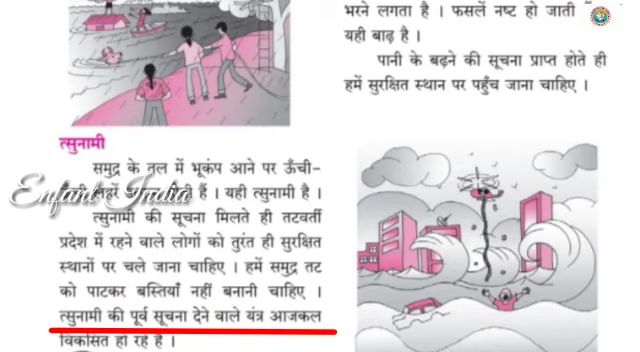 त्सुनामी
समुद्र के तल में भूकंप आने पर ऊँची-
हैं । यही त्सुनामी है ।
Enfant India
त्सुनामी की सूचना मिलते ही तटवर्ती
प्रदेश में रहने वाले लोगों को तुरंत ही सुरक्षित
स्थानों पर चले जाना चाहिए । हमें समुद्र तट
को पाटकर बस्तियाँ नहीं बनानी चाहिए ।
त्सुनामी की पूर्व सूचना देने वाले यंत्र आजकल
विकसित हो रहे है ।
भरने लगता है । फसलें नष्ट हो जाती
यही बाढ़ है ।
पानी के बढ़ने की सूचना प्राप्त होते ही
हमें सुरक्षित स्थान पर पहुँच जाना चाहिए ।